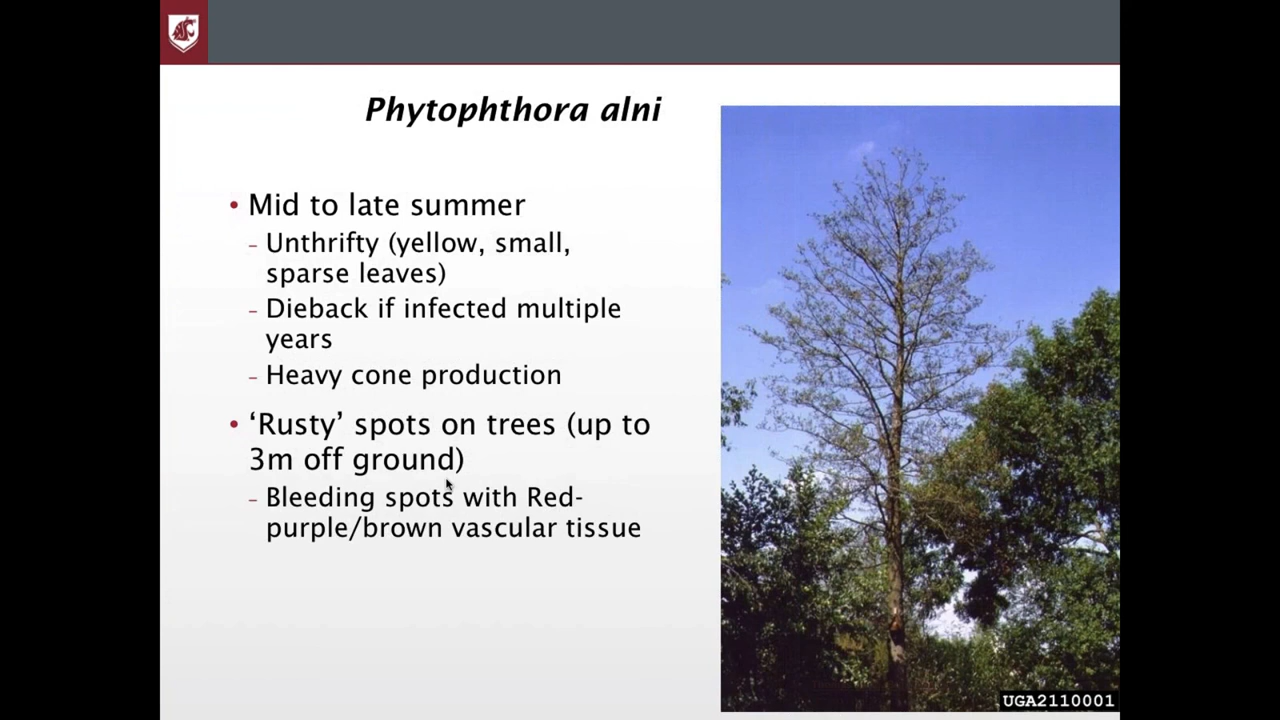 Phytophthora alni
• Mid to late summer
- Unthrifty (yellow, small,
sparse leaves)
- Dieback if infected multiple
years
- Heavy cone production
• ‘Rusty’ spots on trees (up to
3m off ground)
- Bleeding spots with Red-
purple/brown vascular tissue
UGA2110001